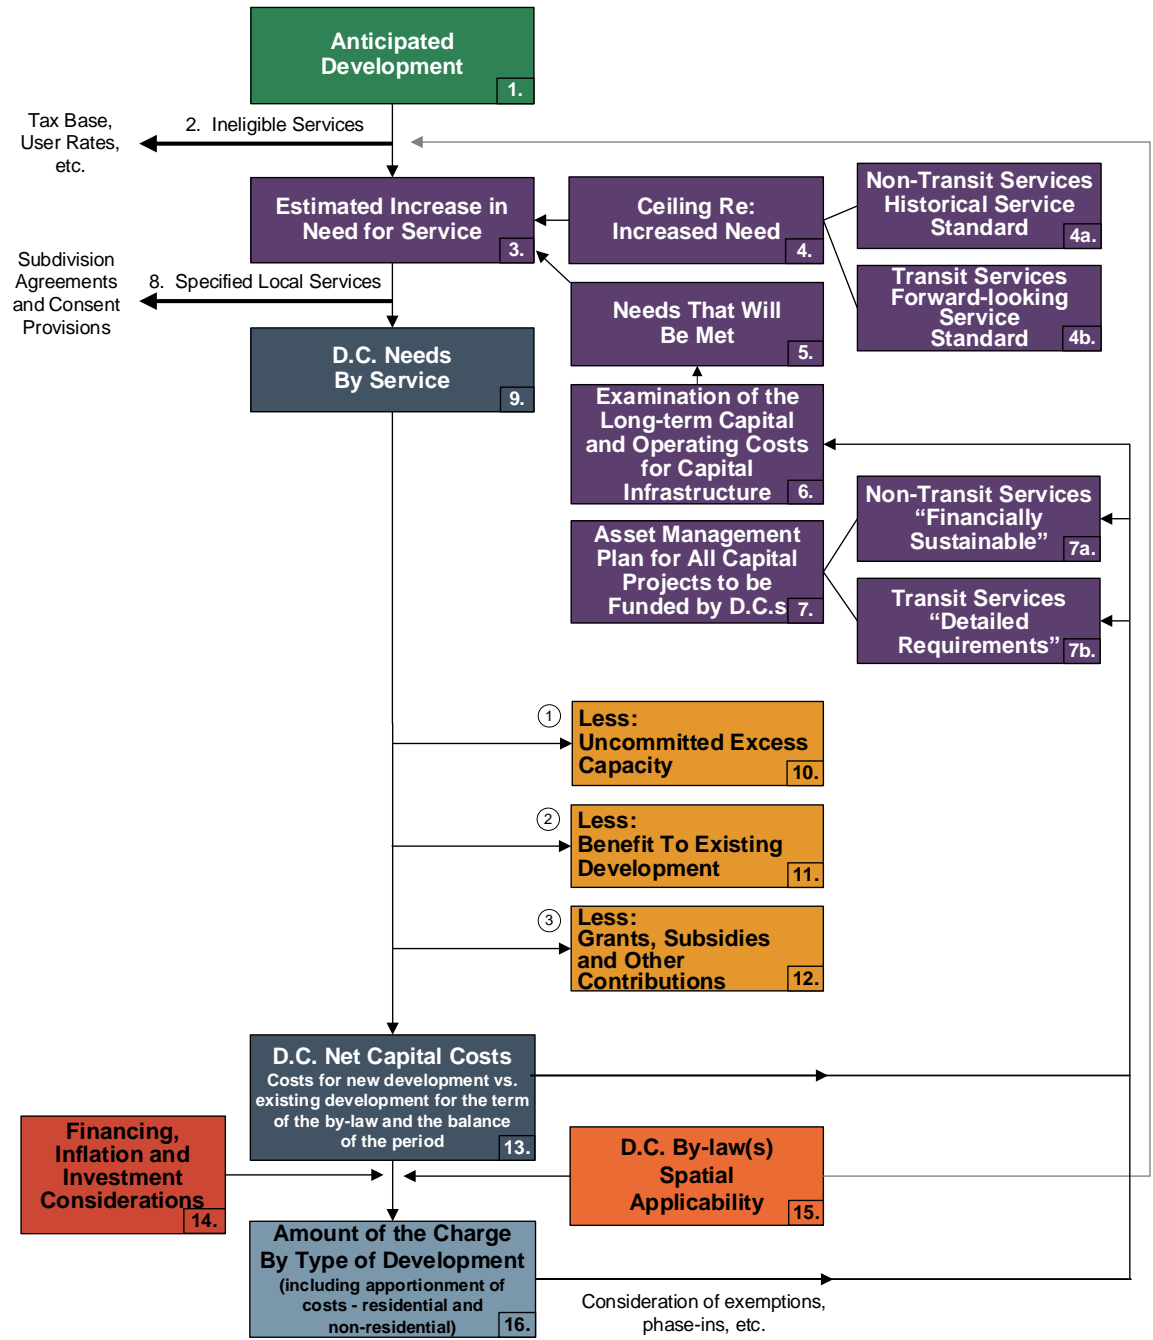 Anticipated
Development
1.
2. Ineligible Services
Tax Base,
User Rates,
etc.
Estimated Increase in
Need for Service
3.
Ceiling Re:
Increased Need
4.
Non-Transit Services
Historical Service
Standard
4a.
Transit Services
Forward-looking
Service
Standard
4b.
Subdivision
Agreements
and Consent
Provisions
8. Specified Local Services
Needs That Will
Be Met
5.
D.C. Needs
By Service
9.
Examination of the
Long-term Capital
and Operating Costs
for Capital
Infrastructure
6.
Non-Transit Services
“Financially
Sustainable”
7a.
Asset Management
Plan for All Capital
Projects to be
Funded by D.C.s
7.
Transit Services
“Detailed
Requirements”
7b.
1
Less:
Uncommitted Excess
Capacity
10.
2
Less:
Benefit To Existing
Development
11.
3
Less:
Grants, Subsidies
and Other
Contributions
12.
D.C. Net Capital Costs
Costs for new development vs.
existing development for the term
of the by-law and the balance
of the period
13.
Financing,
Inflation and
Investment
Considerations
14.
D.C. By-law(s)
Spatial
Applicability
15.
Amount of the Charge
By Type of Development
(including apportionment of
costs - residential and
non-residential)
16.
Consideration of exemptions,
phase-ins, etc.